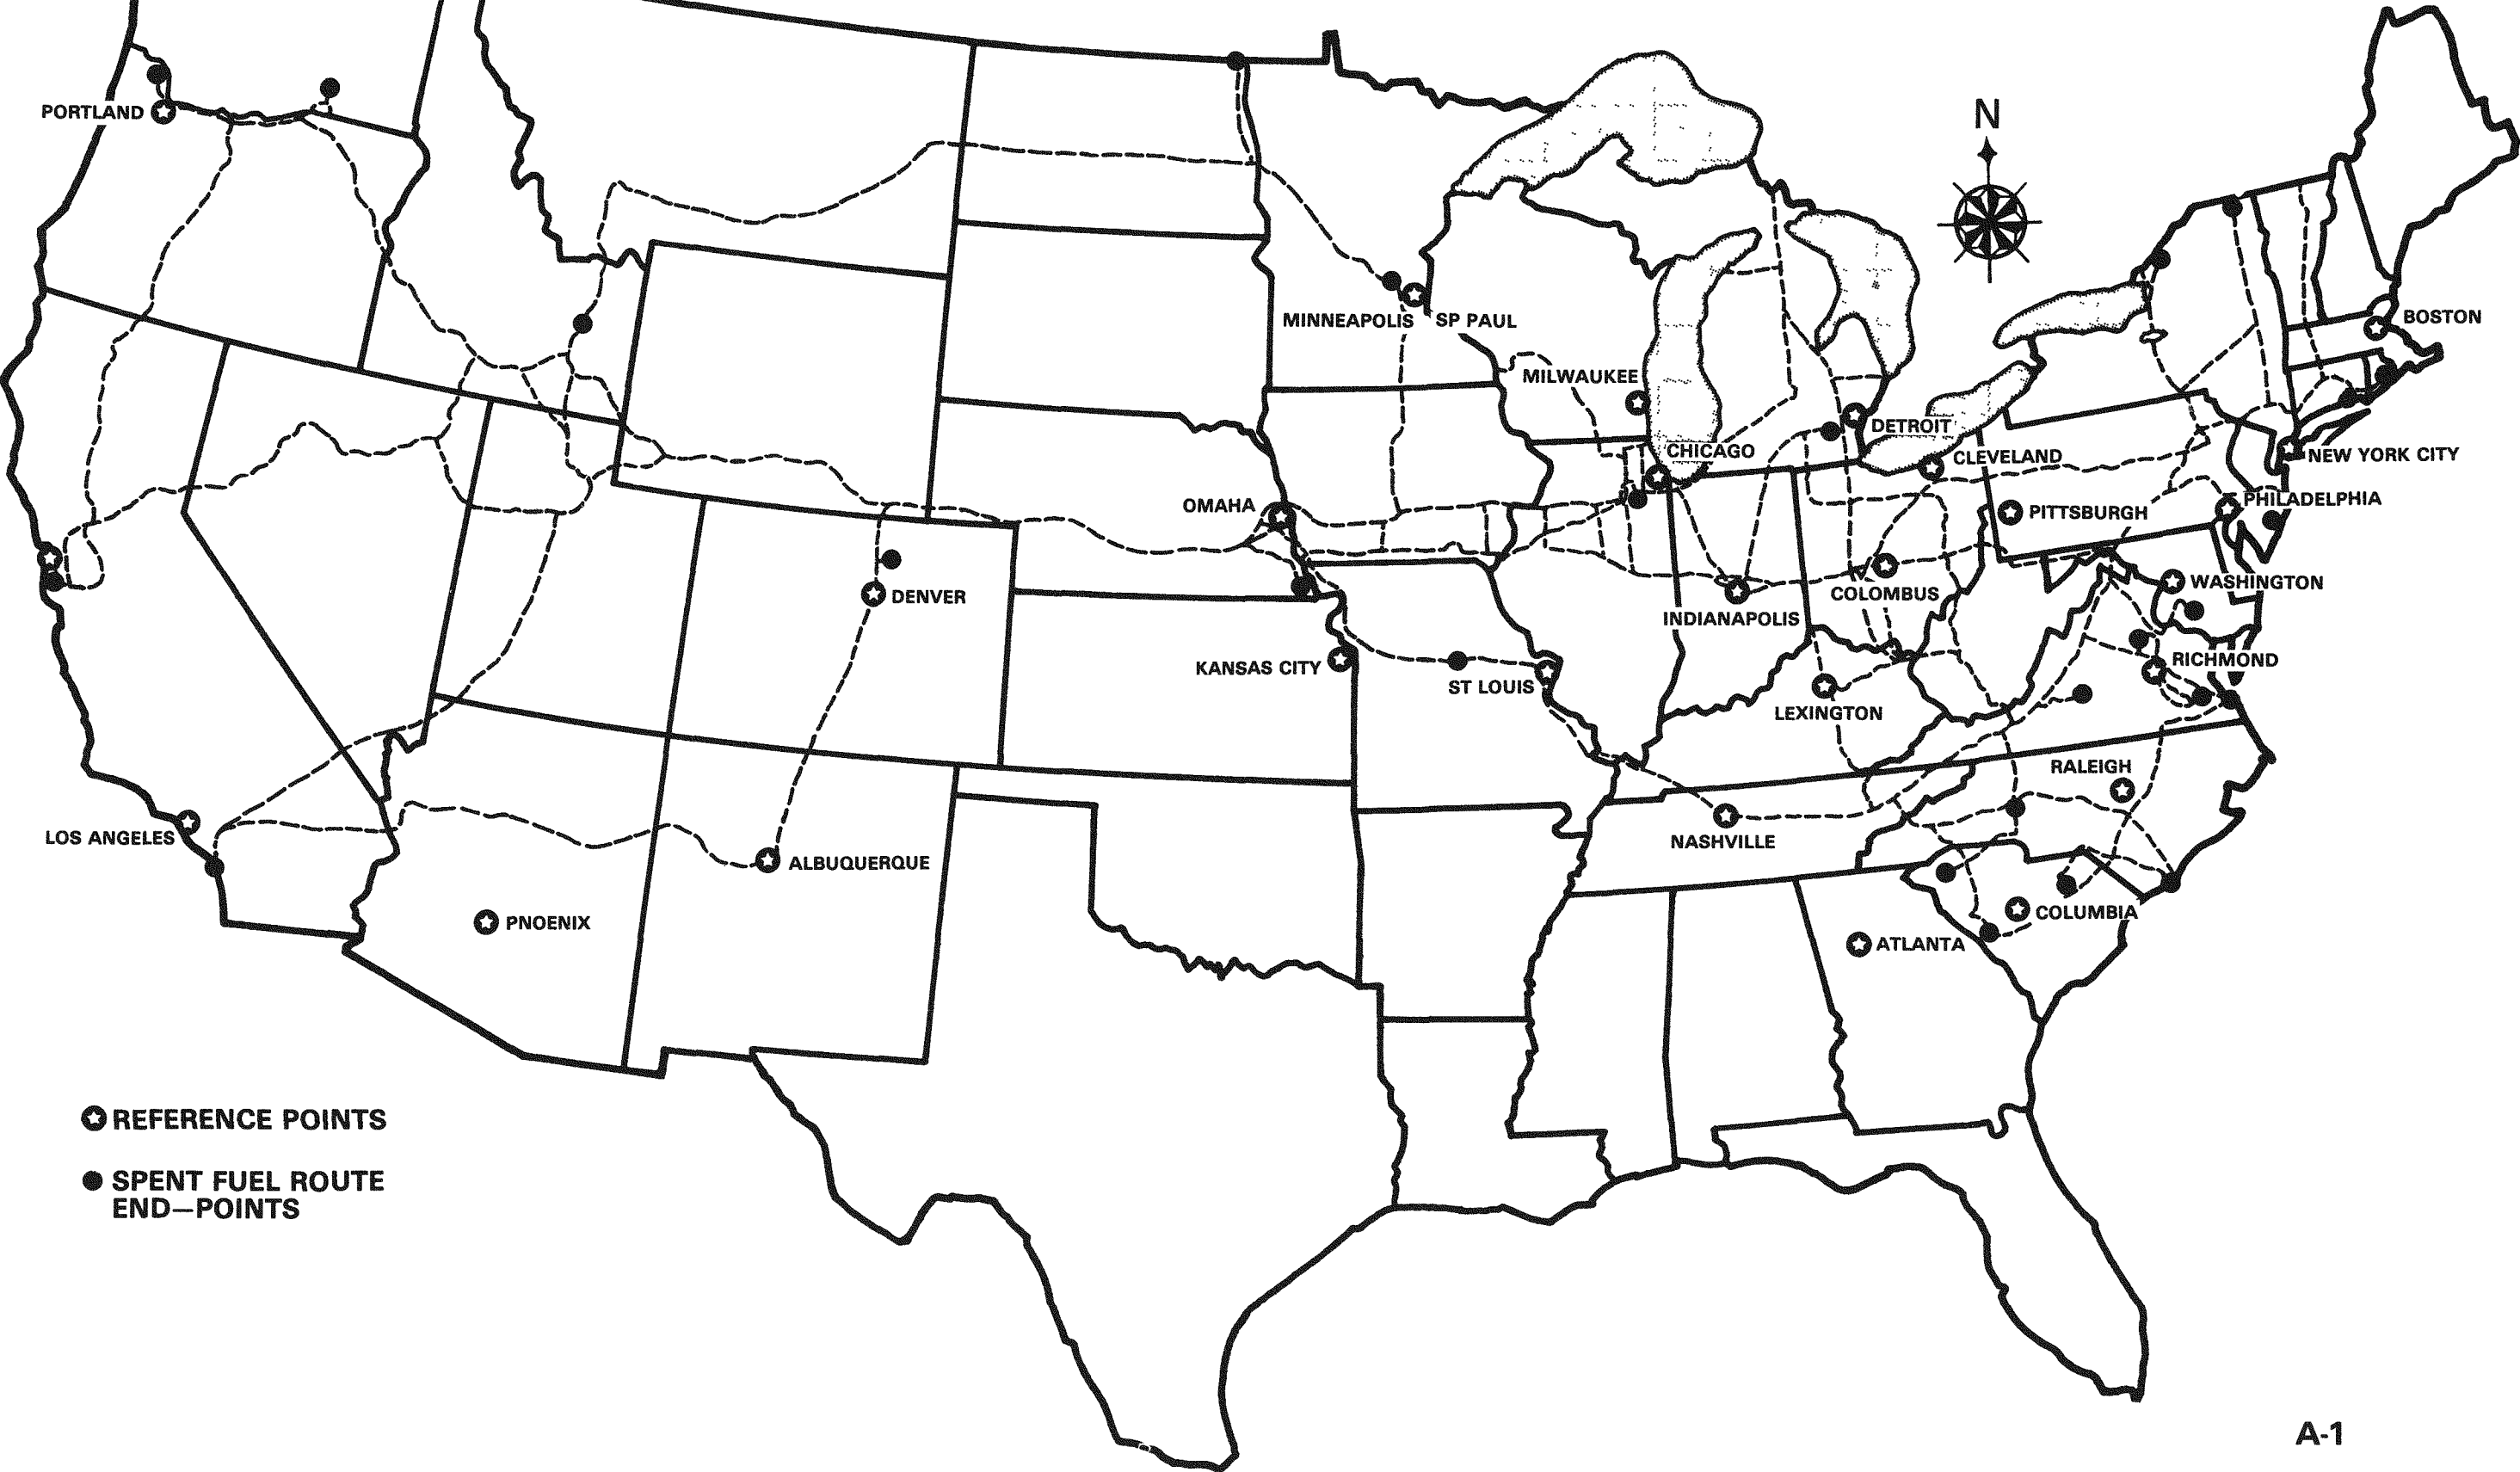 N
PORTLAND
BOSTON
MINNEAPOLIS SP PAUL
MILWAUKEE
DETROIT
CHICAGO
CLEVELAND
NEW YORK CITY
OMAHA
PHILADELPHIA
PITTSBURGH
WASHINGTON
DENVER
COLOMBUS
INDIANAPOLIS
RICHMOND
KANSAS CITY
ST LOUIS
LEXINGTON
RALEIGH
LOS ANGELES
NASHVILLE
ALBUQUERQUE
PNOENIX
COLUMBIA
ATLANTA
REFERENCE POINTS
SPENT FUEL ROUTE
END—POINTS
A-1